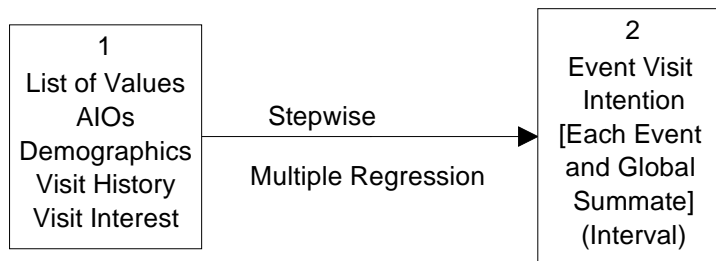 1
List of Values
AIOs
Demographics
Visit History
Visit Interest
Stepwise
Multiple Regression
2
Event Visit
Intention
[Each Event
and Global
Summate]
(Interval)